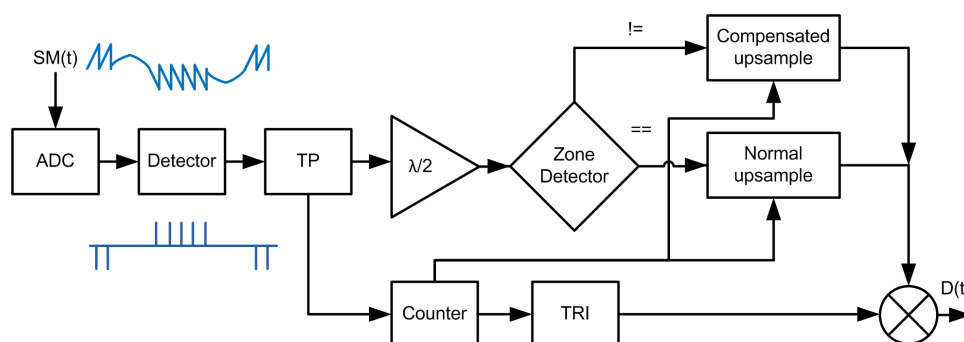 SM(t)
!=
Compensated
upsample
==
ADC
Detector
TP
λ/2
Zone
Detector
Normal
upsample
Counter
TRI
D(t